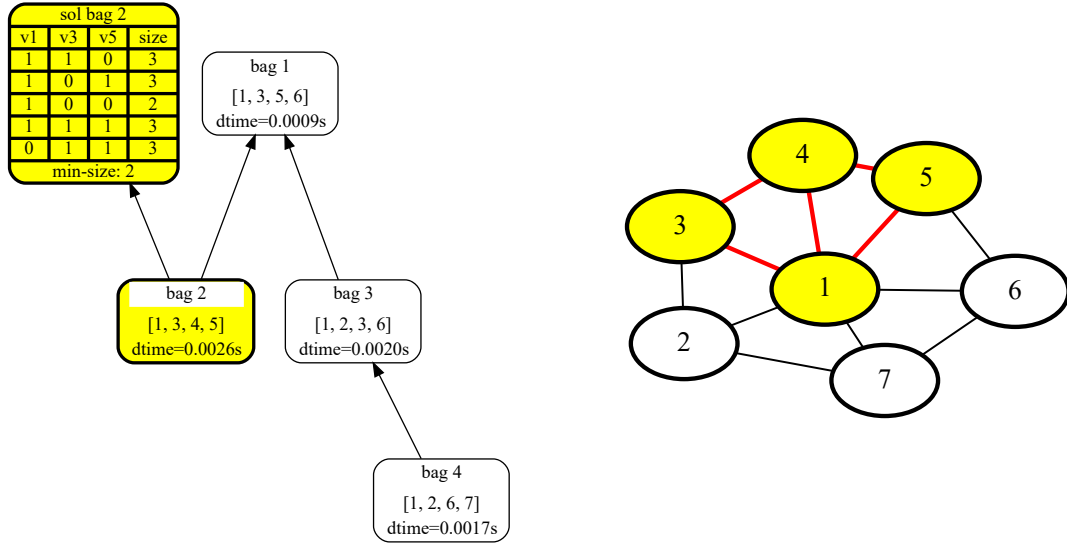 sol bag 2
v1 v3 v5 size
1 1 0 3
1 0 1 3
1 0 0 2
1 1 1 3
0 1 1 3
min-size: 2
bag 1
[1, 3, 5, 6]
dtime=0.0009s
bag 2
[1, 3, 4, 5]
dtime=0.0026s
bag 3
[1, 2, 3, 6]
dtime=0.0020s
bag 4
[1, 2, 6, 7]
dtime=0.0017s
4
5
3
1
6
2
7